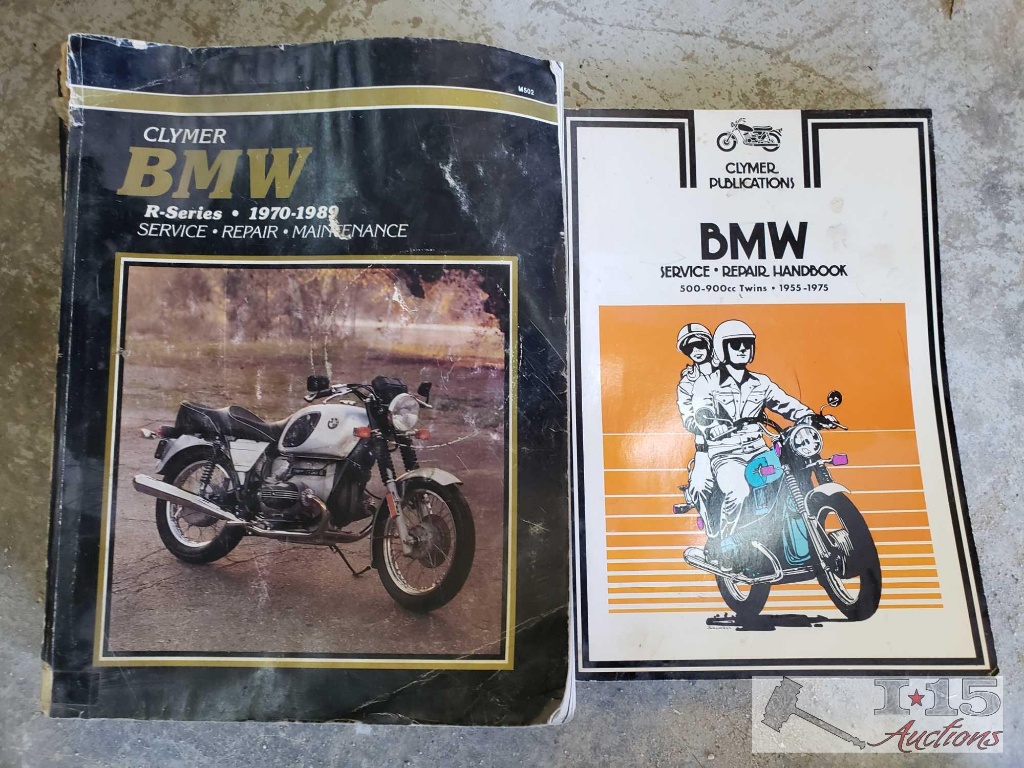 M502
CLYMER
BMW
R-Series • 1970-1989
SERVICE • REPAIR • MAINTENANCE
CLYMER
PUBLICATIONS
BMW
SERVICE • REPAIR HANDBOOK
500-900cc Twins • 1955-1975
I★15
Auctions